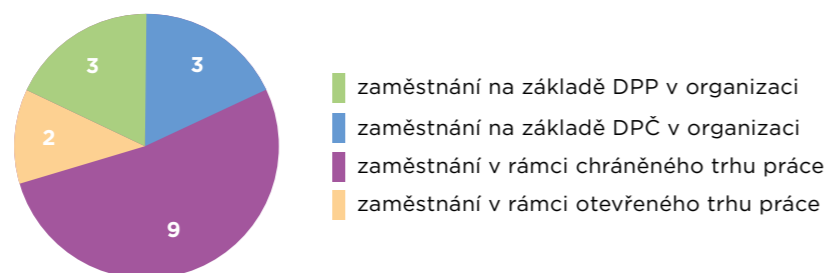 3
3
2
9
zaměstnání na základě DPP v organizaci
zaměstnání na základě DPČ v organizaci
zaměstnání v rámci chráněného trhu práce
zaměstnání v rámci otevřeného trhu práce